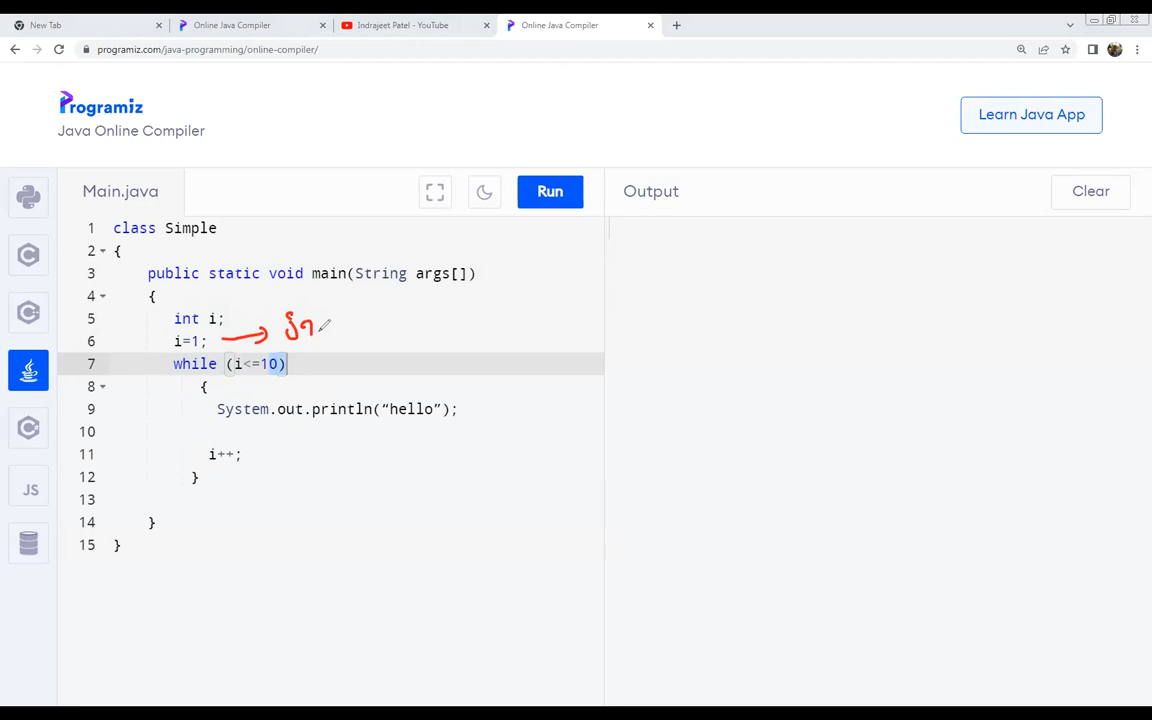 New Tab
Online Java Compiler
Indrajeet Patel - YouTube
Online Java Compiler
programiz.com/java-programming/online-compiler/
Programiz
Java Online Compiler
Learn Java App
Main.java
Run
Output
Clear
1 class Simple
2 {
3 public static void main(String args[])
4 {
5 int i;
6 i=1;
7 while (i<=10)
8 {
9 System.out.println(“hello”);
10
11 i++;
12 }
13
14 }
15 }
JS